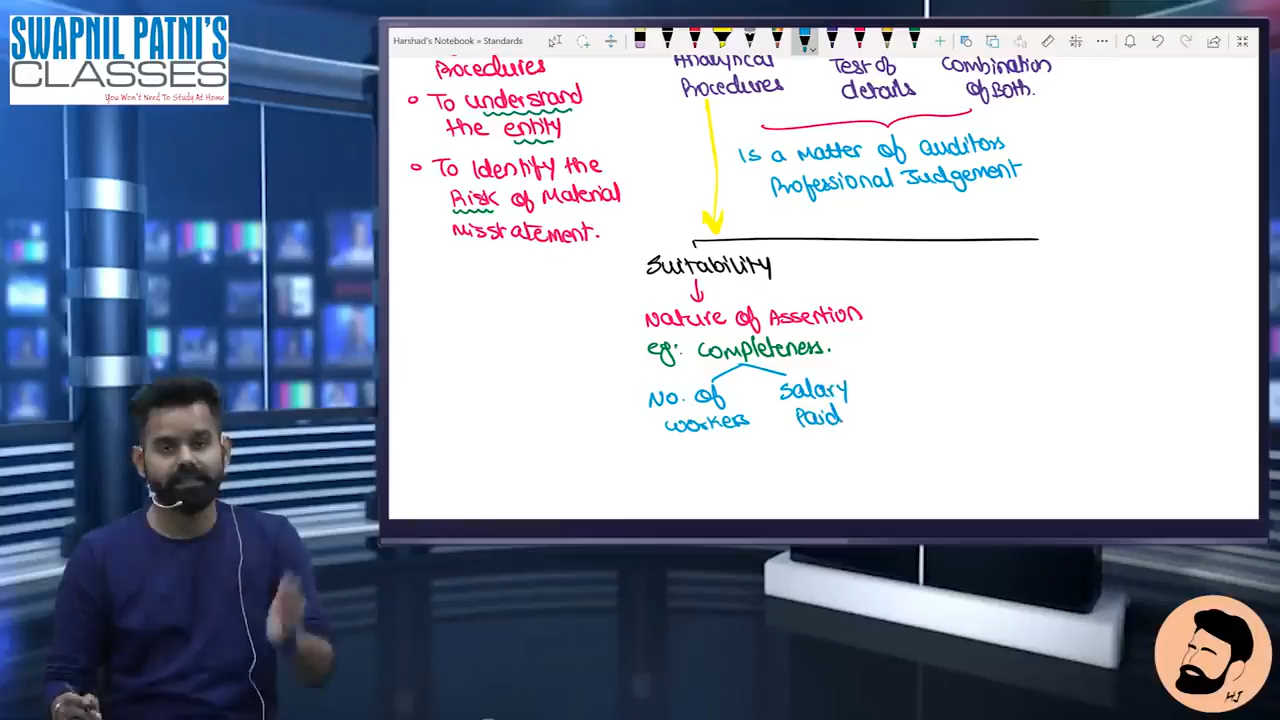 SWAPNIL PATNI'S
CLASSES
You Won't Need To Study At Home
Harshad's Notebook » Standards
Procedures
• To understand
the entity
• To Identify the
Risk of Material
Misstatement.
Analytical
Procedures
Test of
details
Combination
of Both.
Is a Matter of auditors
Professional Judgement
Suitability
Nature of Assertion
eg: Completeness.
No. of
workers
Salary
Paid
HJ